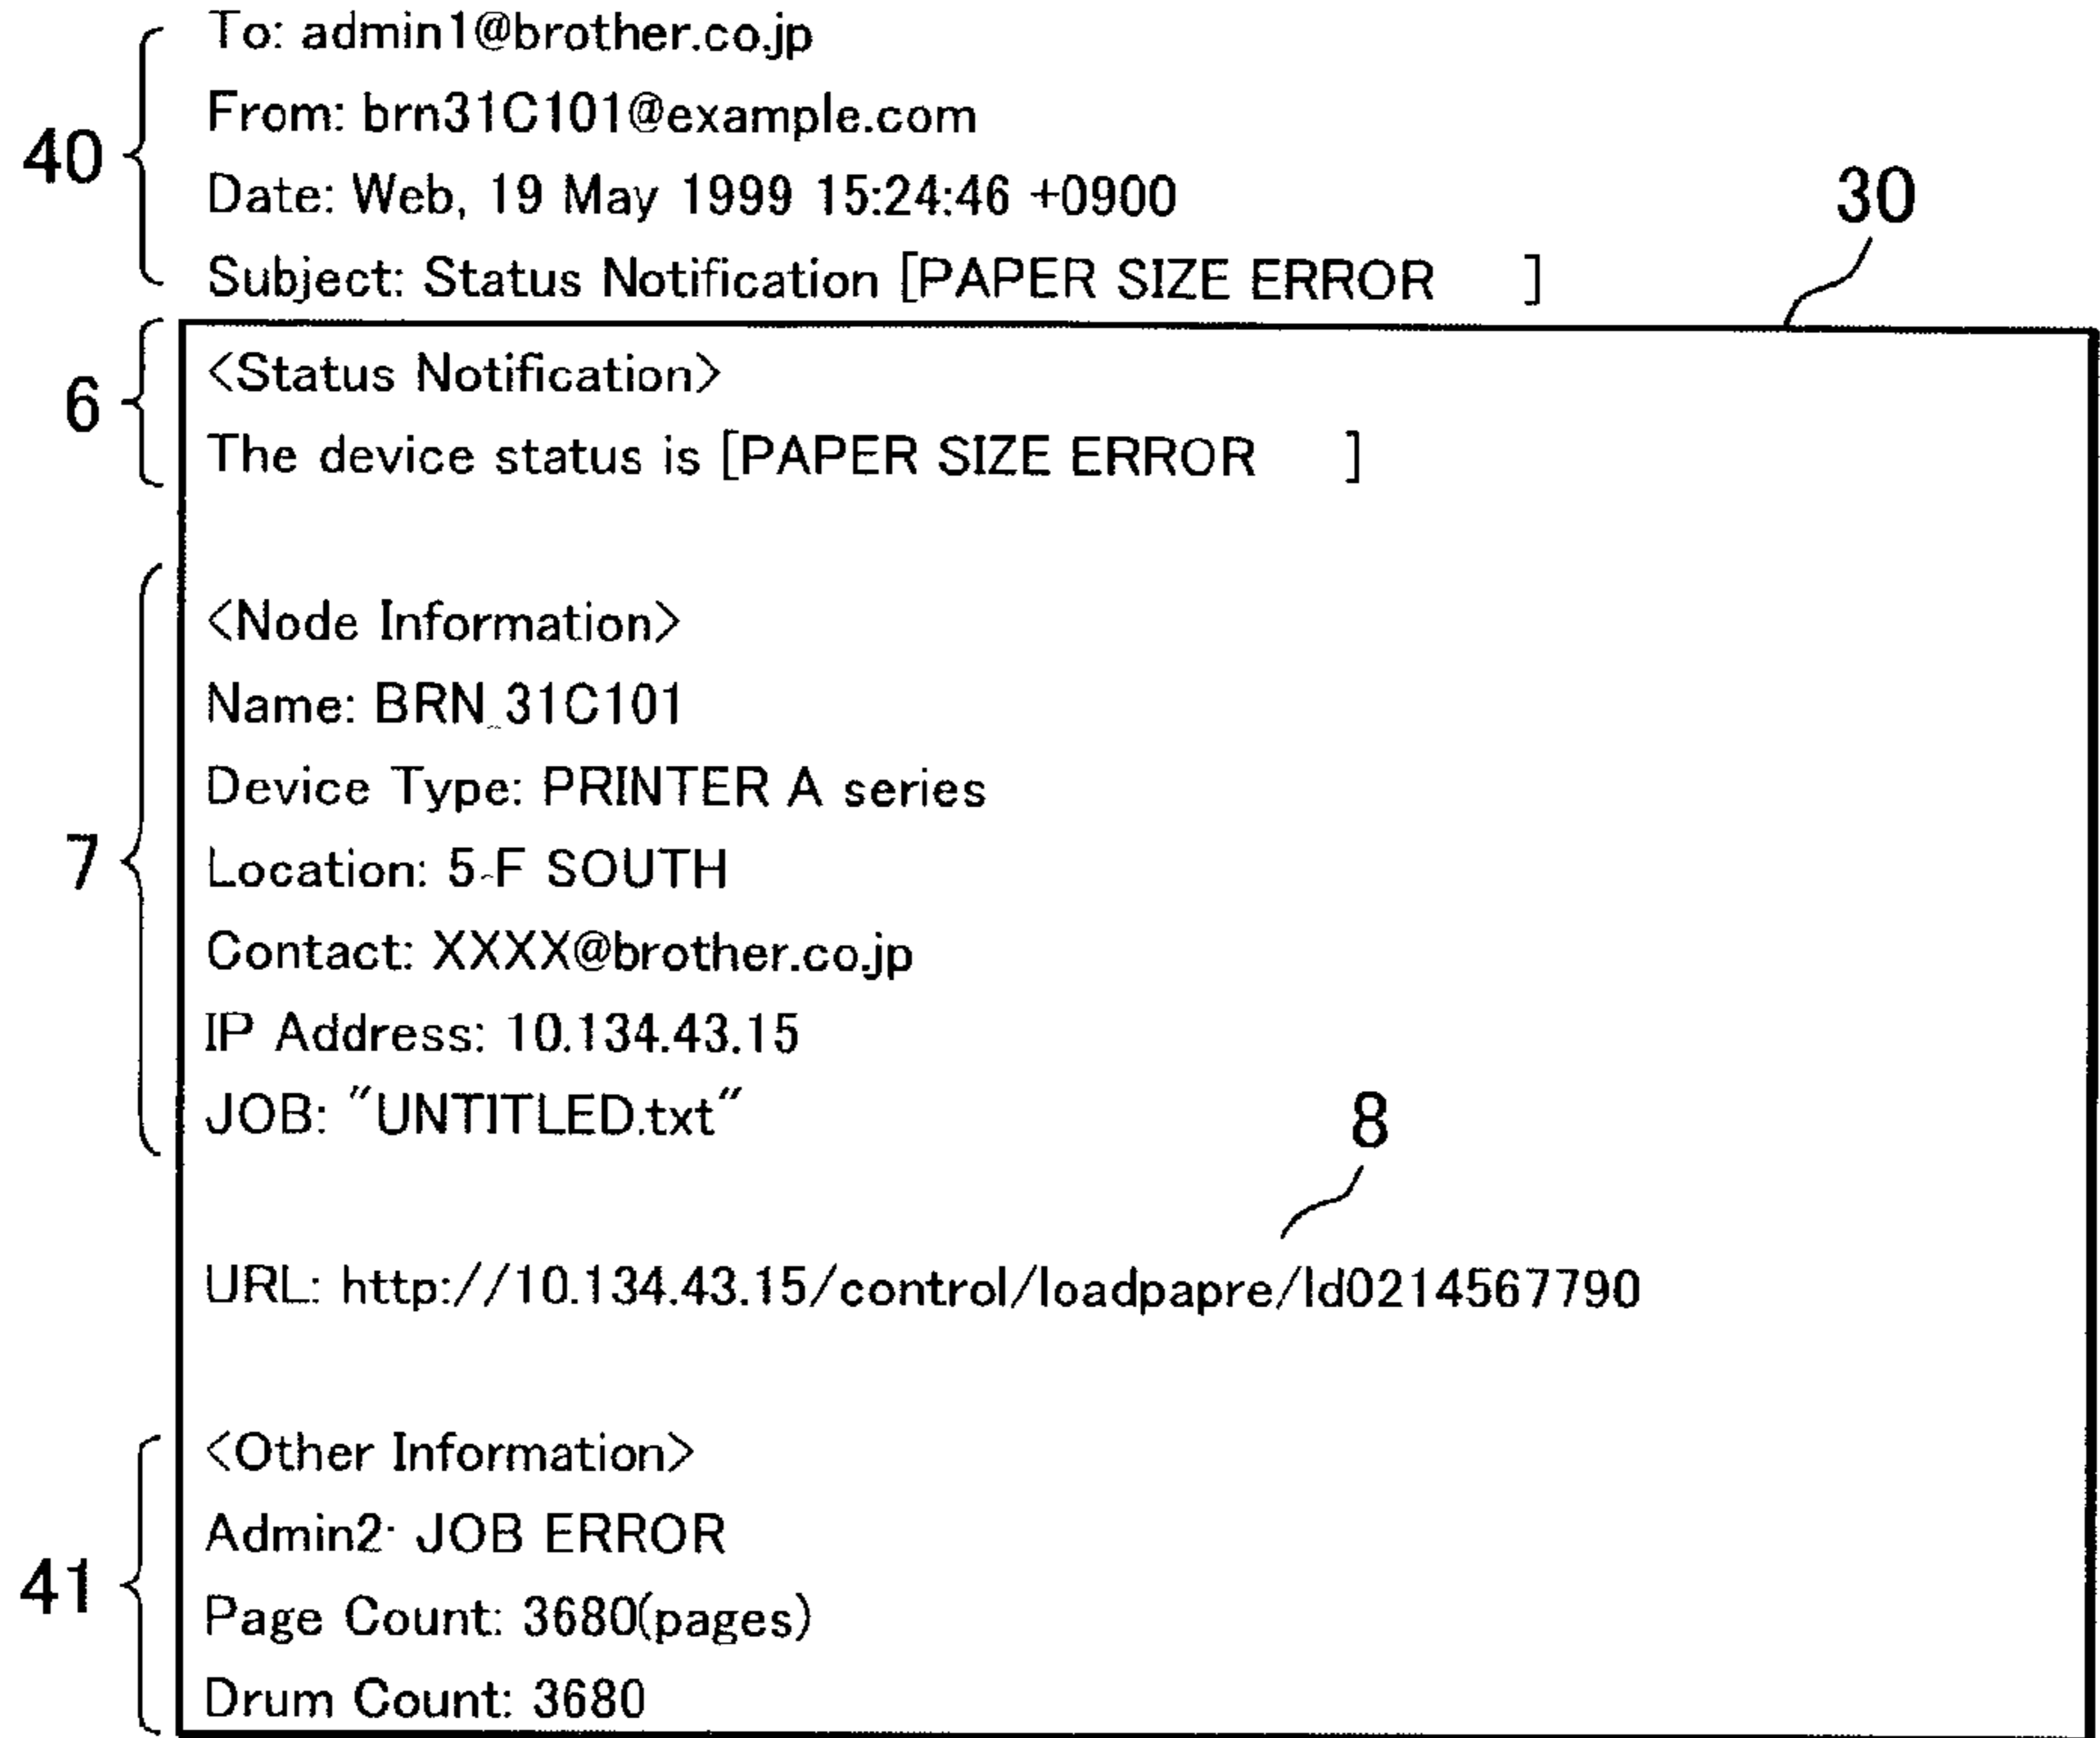 To: admin1@brother.co.jp
From: brn31C101@example.com
40
Date: Web, 19 May 1999 15:24:46 +0900
30
Subject: Status Notification [PAPER SIZE ERROR ]
<Status Notification>
6
The device status is [PAPER SIZE ERROR ]
<Node Information>
Name: BRN_31C101
Device Type: PRINTER A series
7
Location: 5-F SOUTH
Contact: XXXX@brother.co.jp
IP Address: 10.134.43.15
JOB: "UNTITLED.txt"
8
URL: http://10.134.43.15/control/loadpapre/Id0214567790
<Other Information>
Admin2: JOB ERROR
41
Page Count: 3680(pages)
Drum Count: 3680